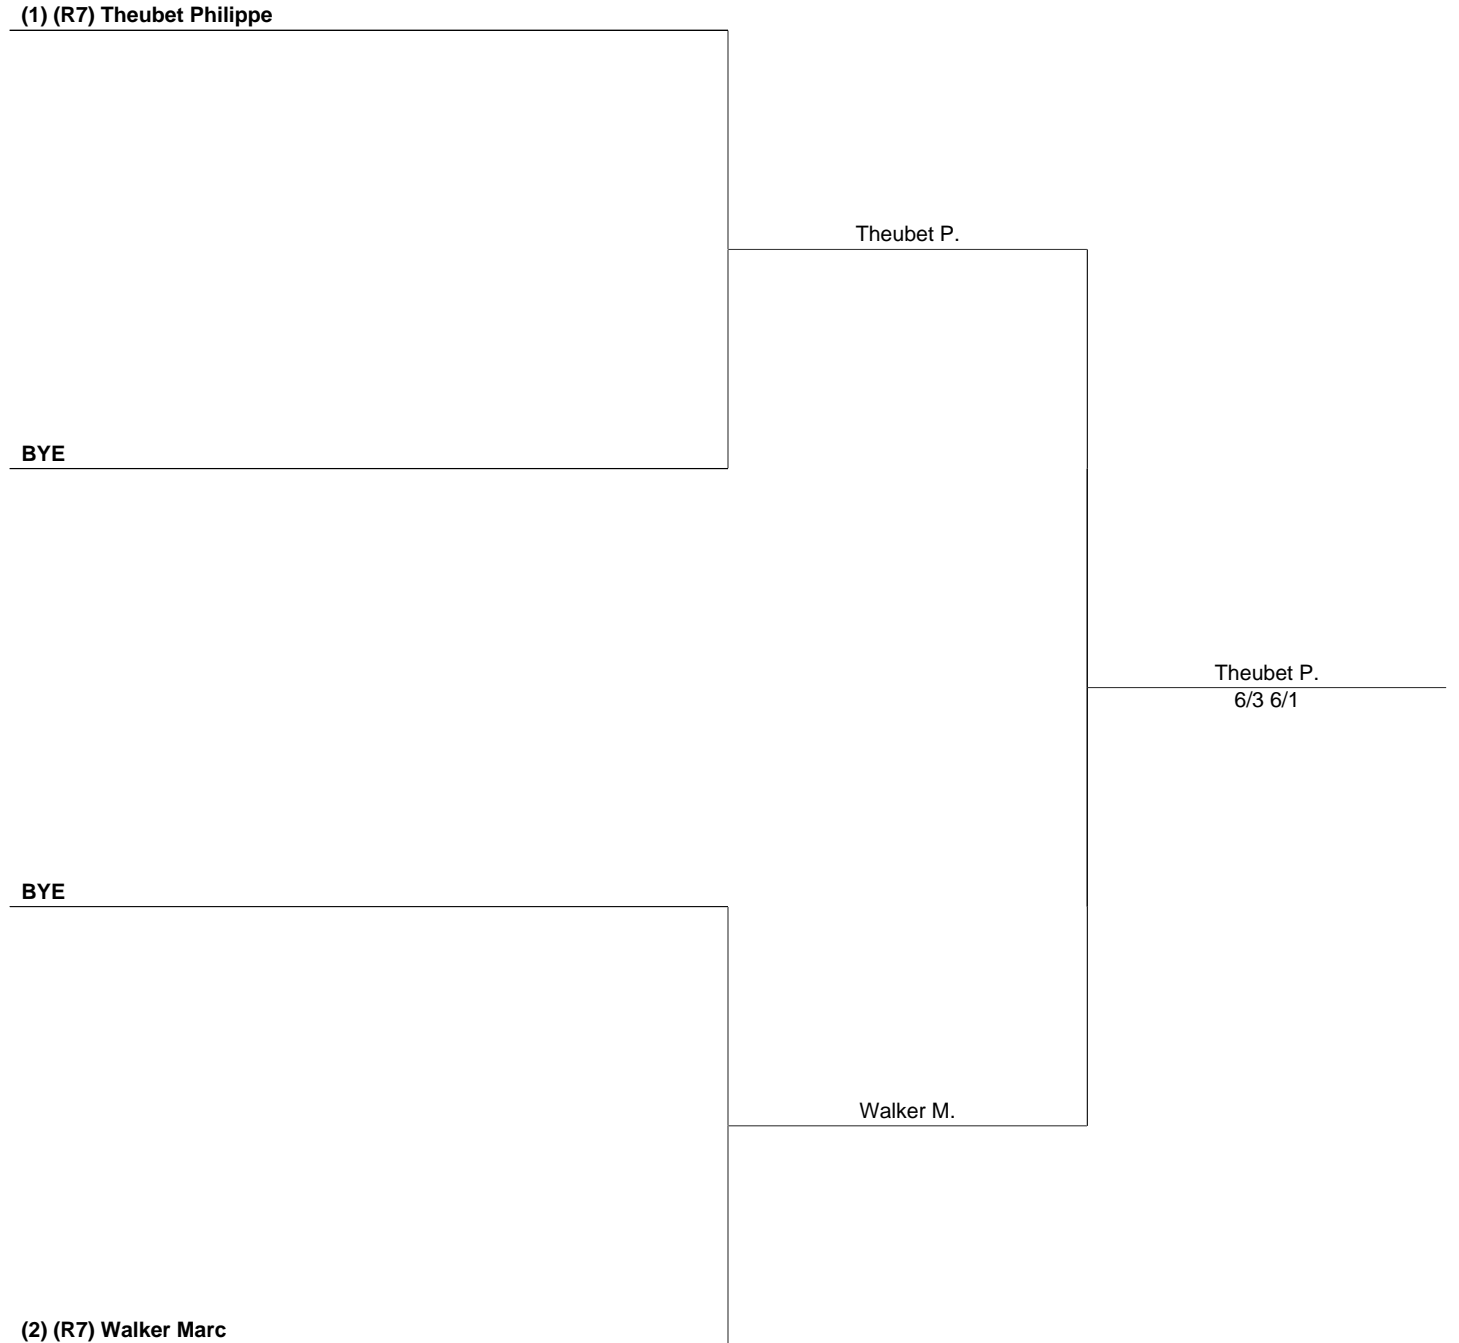 (1) (R7) Theubet Philippe
Theubet P.
BYE
Theubet P.
6/3 6/1
BYE
Walker M.
(2) (R7) Walker Marc